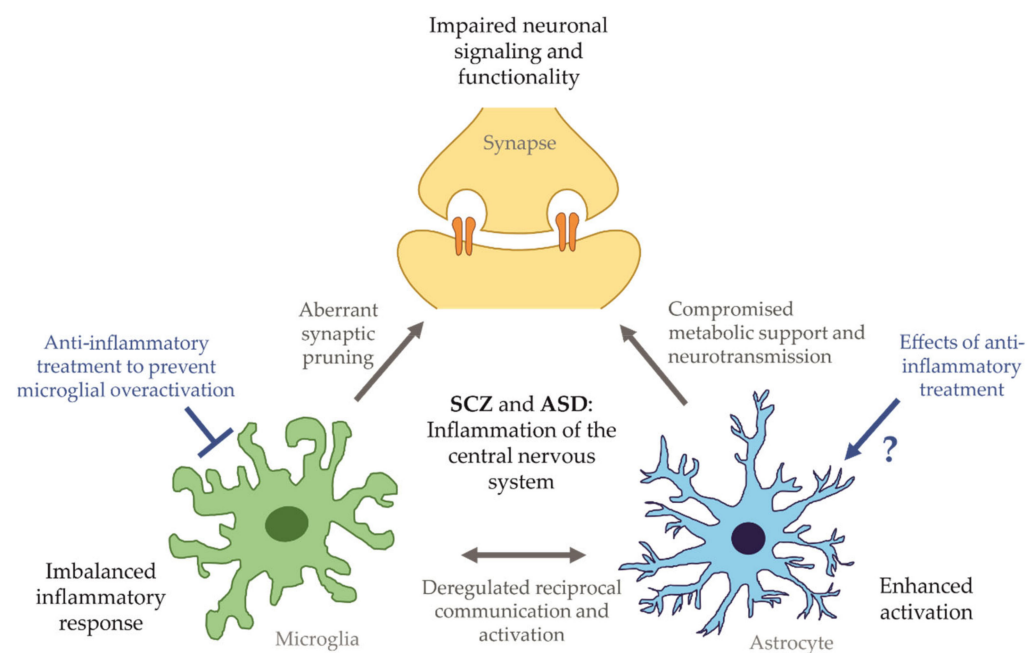 Impaired neuronal
signaling and
functionality
Synapse
Aberrant
synaptic
pruning
Compromised
metabolic support and
neurotransmission
Anti-inflammatory
treatment to prevent
microglial overactivation
Effects of anti-
inflammatory
treatment
?
SCZ and ASD:
Inflammation of the
central nervous
system
Imbalanced
inflammatory
response
Microglia
Deregulated reciprocal
communication and
activation
Enhanced
activation
Astrocyte